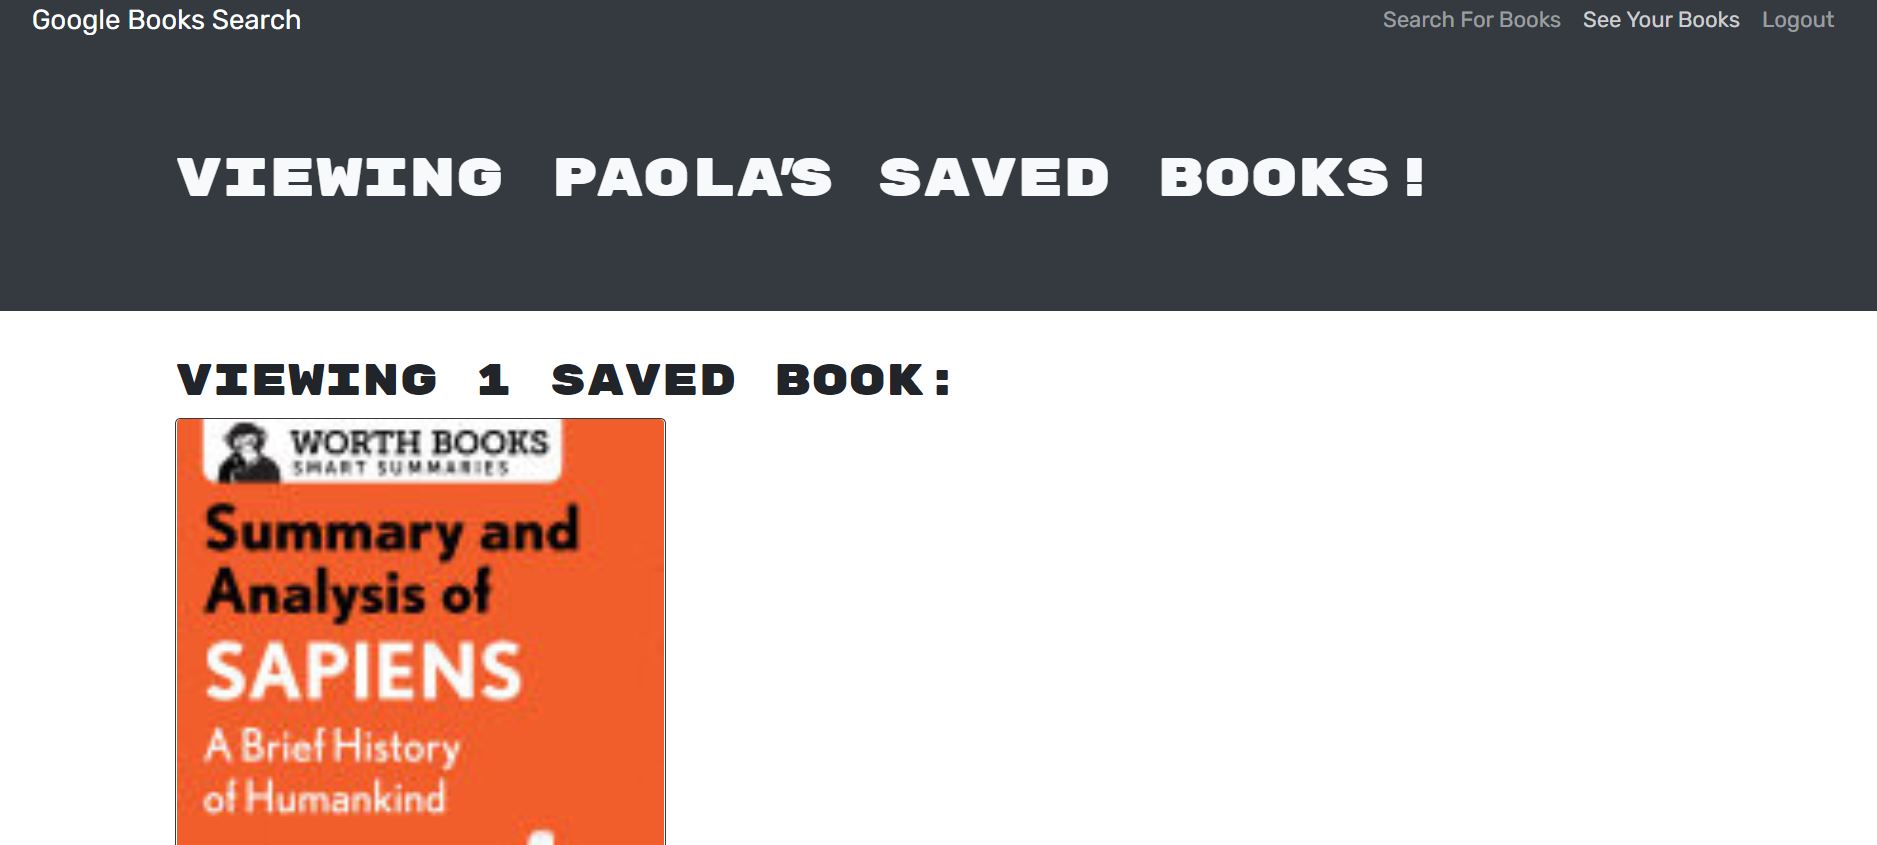 Google Books Search
Search For Books See Your Books Logout
VIEWING PAOLA'S SAVED BOOKS!
VIEWING 1 SAVED BOOK:
WORTH BOOKS
SMART SUMMARIES
Summary and
Analysis of
SAPIENS
A Brief History
of Humankind